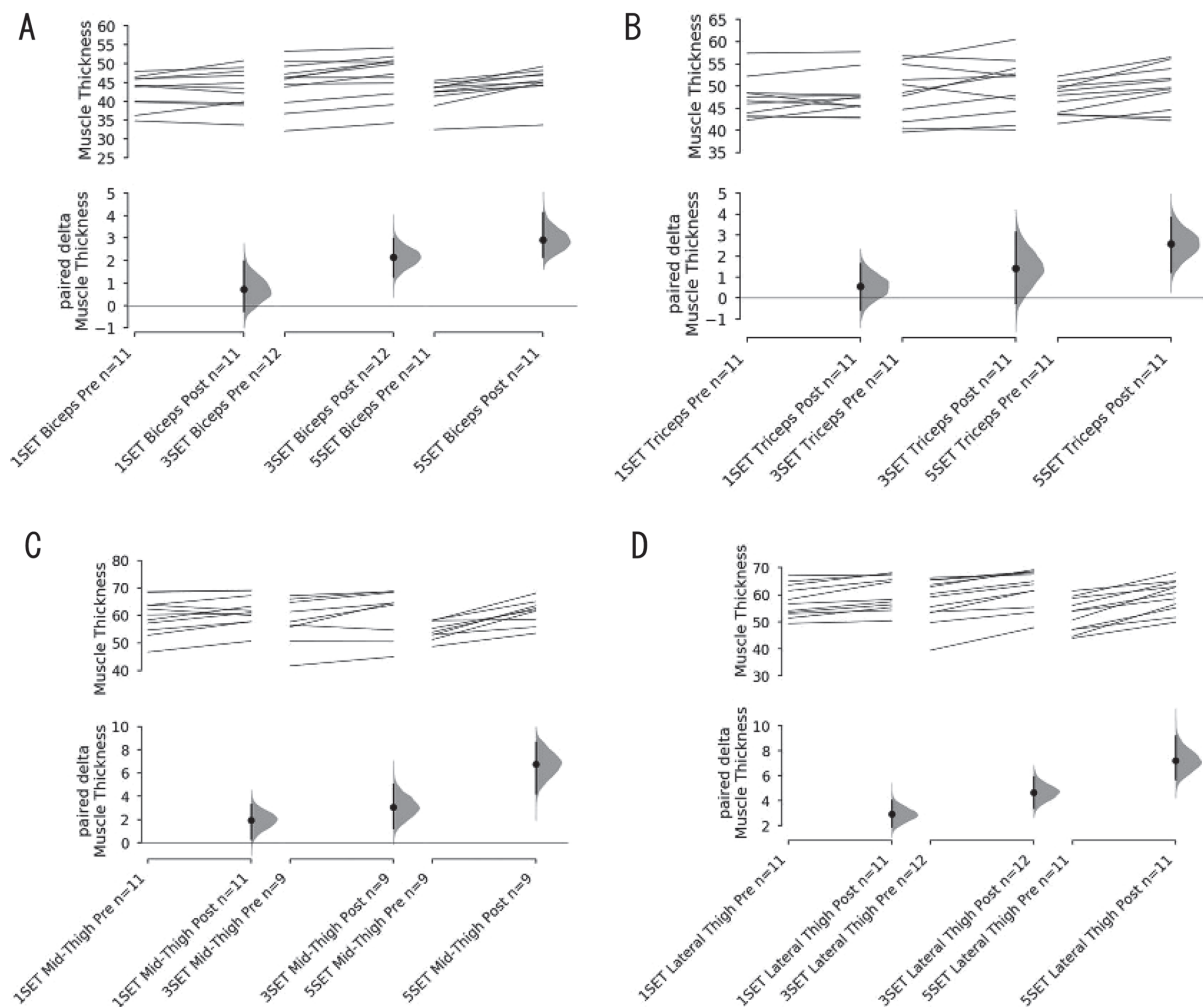 A
60
55
50
45
40
35
30
25
Muscle Thickness
5
4
3
2
1
0
−1
paired delta
Muscle Thickness
1SET Biceps Pre n=11
1SET Biceps Post n=11
3SET Biceps Pre n=12
3SET Biceps Post n=12
5SET Biceps Pre n=11
5SET Biceps Post n=11
B
65
60
55
50
45
40
35
Muscle Thickness
5
4
3
2
1
0
−1
paired delta
Muscle Thickness
1SET Triceps Pre n=11
1SET Triceps Post n=11
3SET Triceps Pre n=11
3SET Triceps Post n=11
5SET Triceps Pre n=11
5SET Triceps Post n=11
C
80
70
60
50
40
Muscle Thickness
10
8
6
4
2
0
paired delta
Muscle Thickness
1SET Mid-Thigh Pre n=11
1SET Mid-Thigh Post n=11
3SET Mid-Thigh Pre n=9
3SET Mid-Thigh Post n=9
5SET Mid-Thigh Pre n=9
5SET Mid-Thigh Post n=9
D
70
60
50
40
30
Muscle Thickness
10
8
6
4
2
paired delta
Muscle Thickness
1SET Lateral Thigh Pre n=11
1SET Lateral Thigh Post n=11
3SET Lateral Thigh Pre n=12
3SET Lateral Thigh Post n=12
5SET Lateral Thigh Pre n=11
5SET Lateral Thigh Post n=11